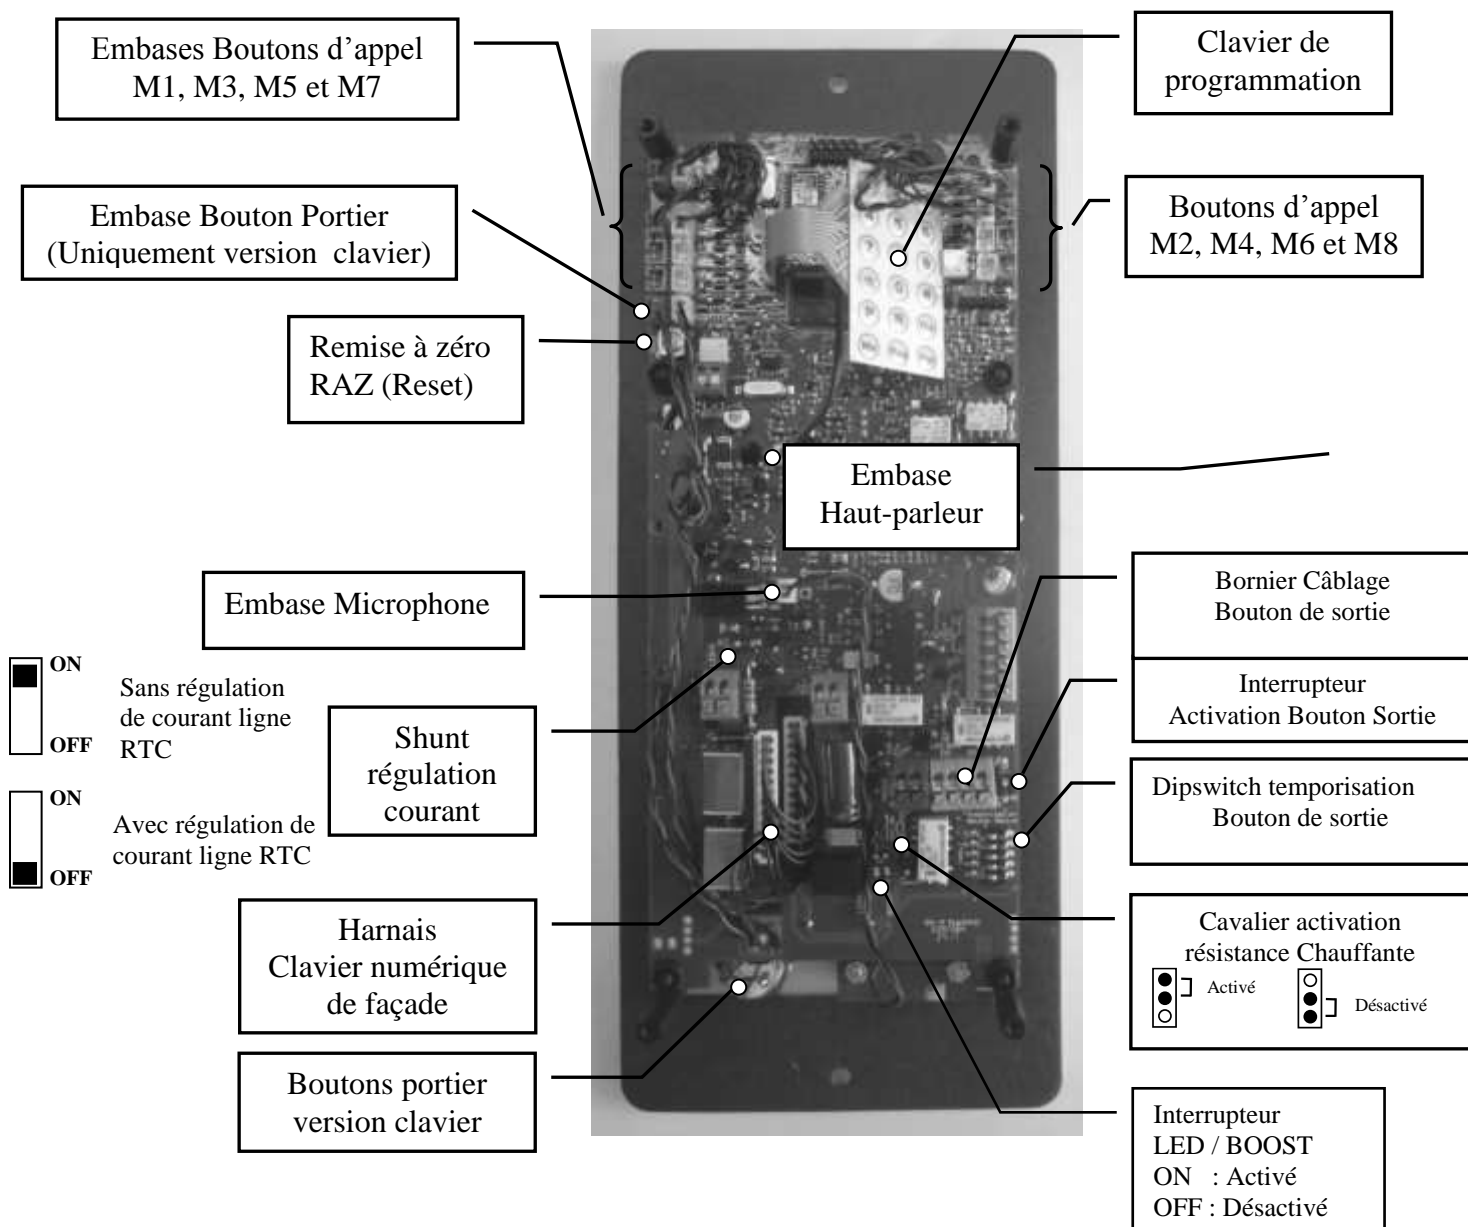 Embases Boutons d’appel
M1, M3, M5 et M7
Clavier de
programmation
Embase Bouton Portier
(Uniquement version clavier)
Boutons d’appel
M2, M4, M6 et M8
Remise à zéro
RAZ (Reset)
Embase
Haut-parleur
Embase Microphone
Bornier Câblage
Bouton de sortie
ON
OFF
Sans régulation
de courant ligne
RTC
Interrupteur
Activation Bouton Sortie
Shunt
régulation
courant
ON
OFF
Avec régulation de
courant ligne RTC
Dipswitch temporisation
Bouton de sortie
Harnais
Clavier numérique
de façade
Cavalier activation
résistance Chauffante
Activé
Désactivé
Boutons portier
version clavier
Interrupteur
LED / BOOST
ON : Activé
OFF : Désactivé